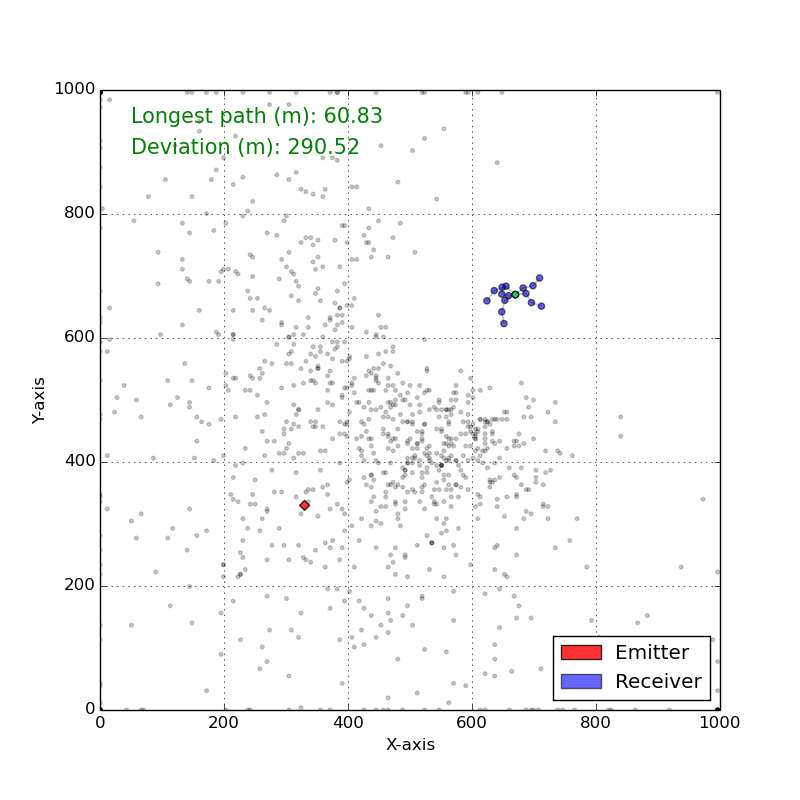 Longest path (m): 60.83
Deviation (m): 290.52
1000
800
600
400
200
0
Y-axis
0 200 400 600 800 1000
X-axis
Emitter
Receiver